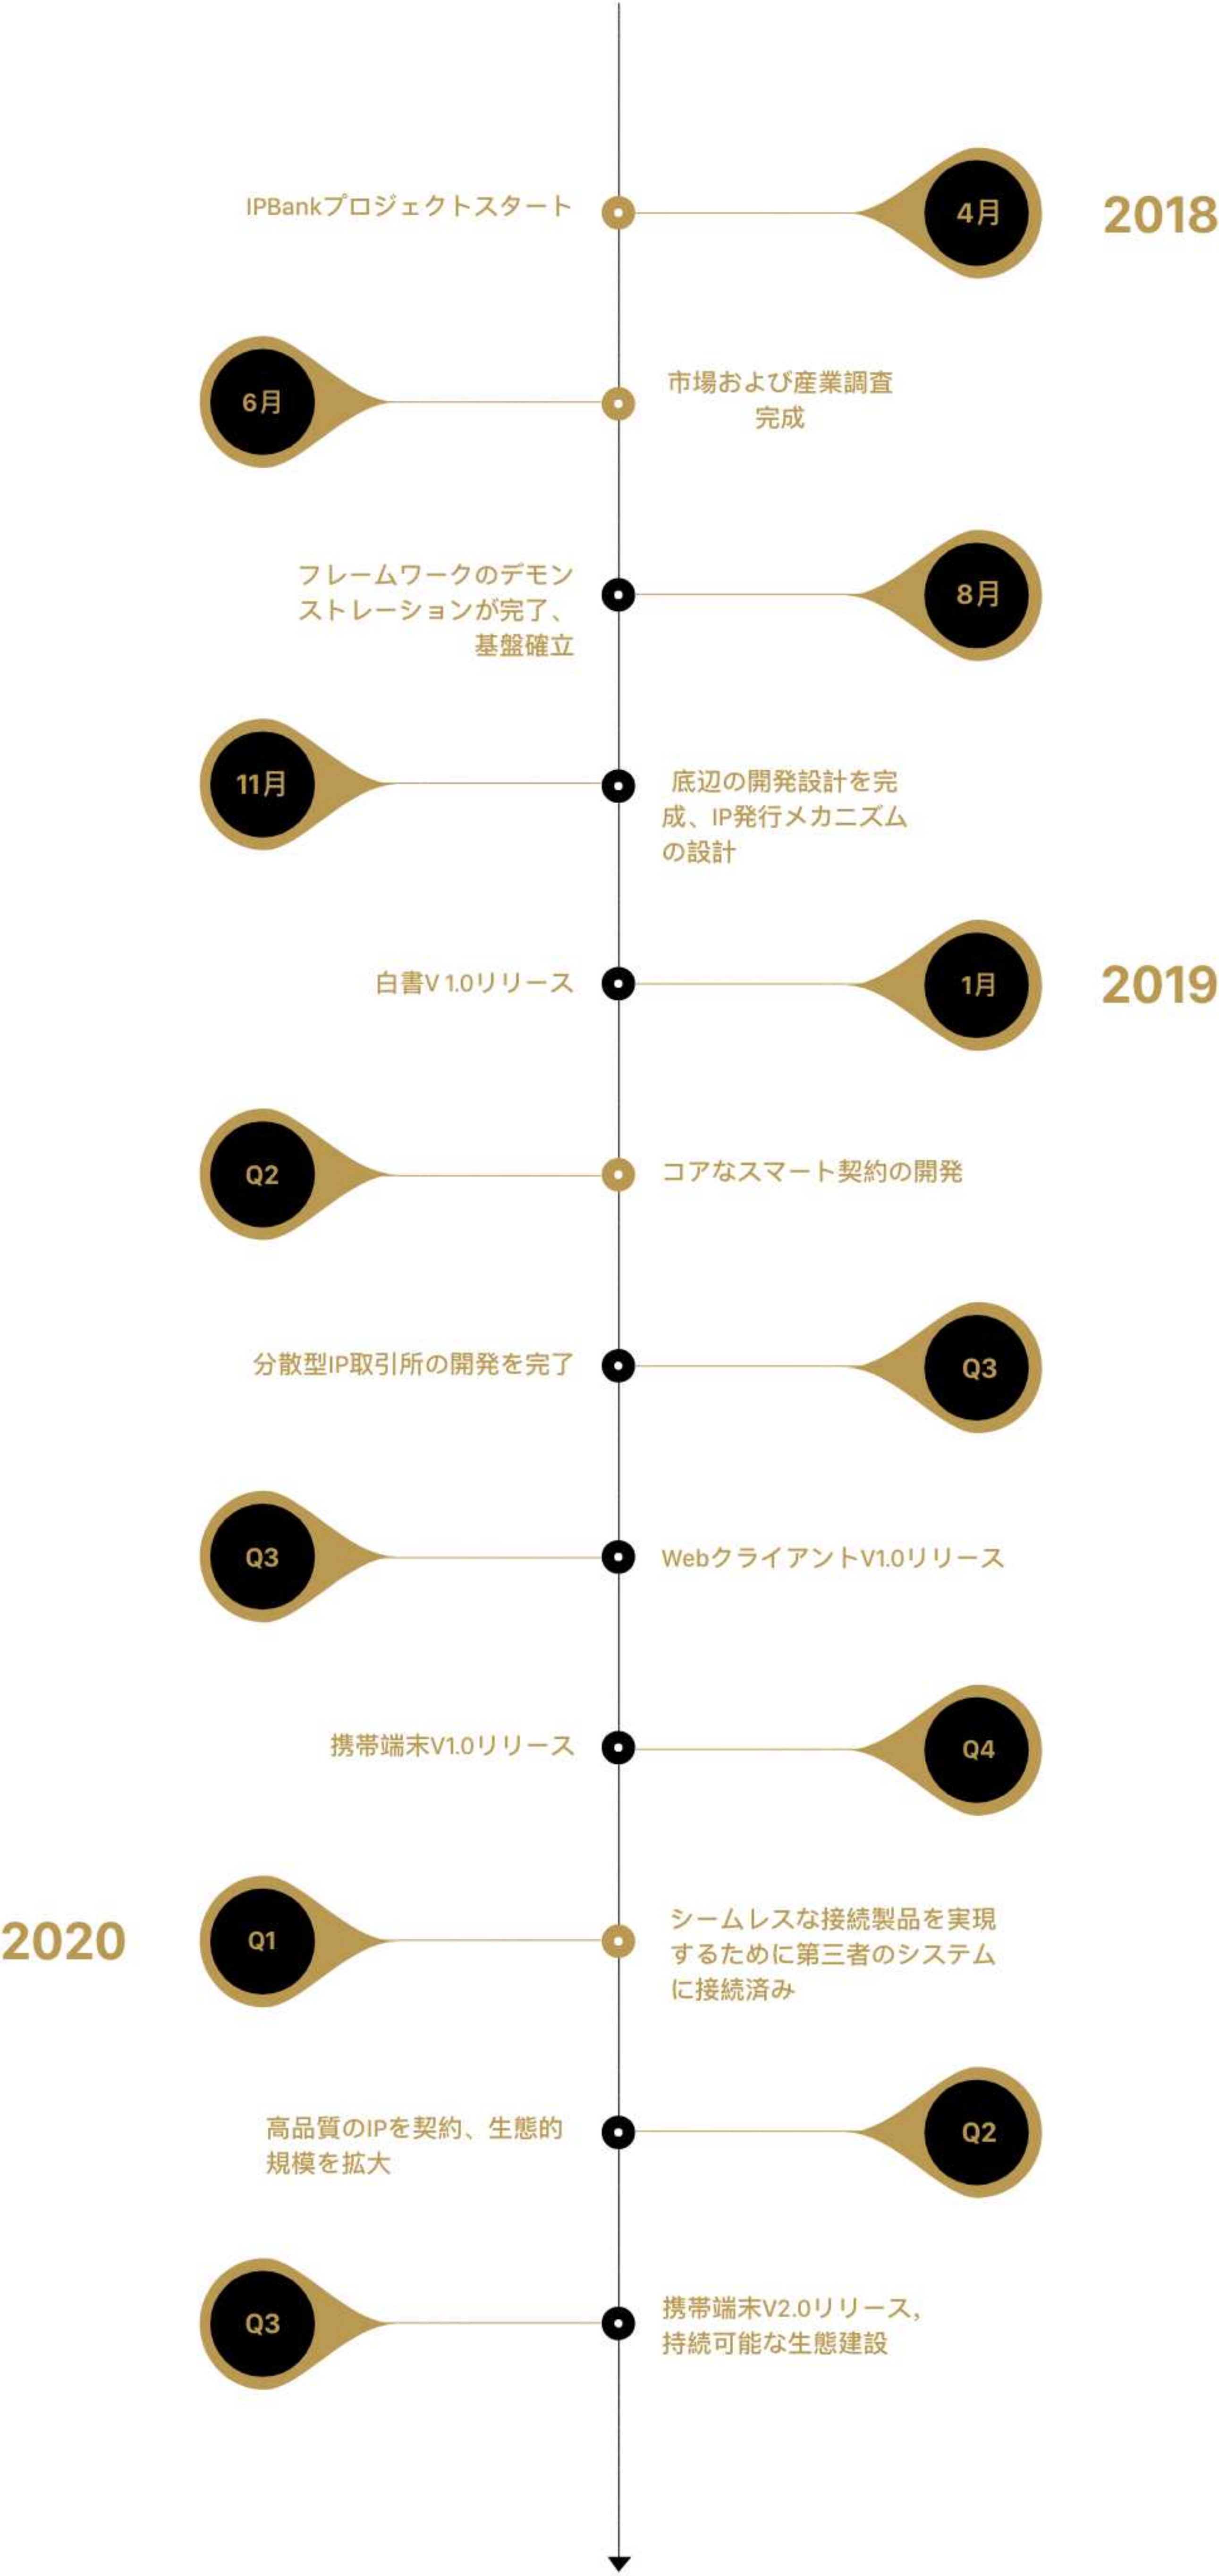 IPBankプロジェクトスタート
4月
2018
6月
市場および産業調査
完成
フレームワークのデモン
ストレーションが完了、
基盤確立
8月
11月
底辺の開発設計を完
成、IP発行メカニズム
の設計
白書V 1.0リリース
1月
2019
Q2
コアなスマート契約の開発
分散型IP取引所の開発を完了
Q3
Q3
WebクライアントV1.0リリース
携帯端末V1.0リリース
Q4
2020
Q1
シームレスな接続製品を実現
するために第三者のシステム
に接続済み
高品質のIPを契約、生態的
規模を拡大
Q2
Q3
携帯端末V2.0リリース,
持続可能な生態建設